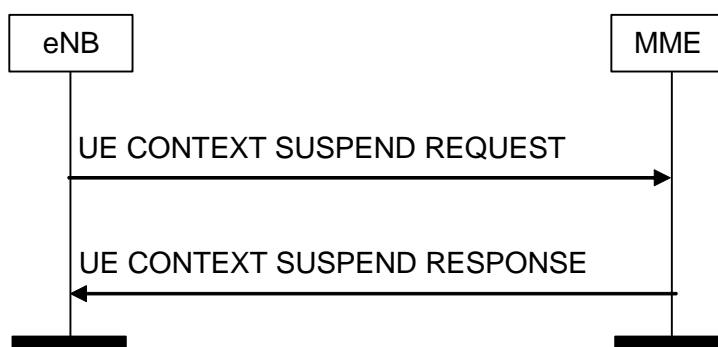 eNB
MME
UE CONTEXT SUSPEND REQUEST
UE CONTEXT SUSPEND RESPONSE